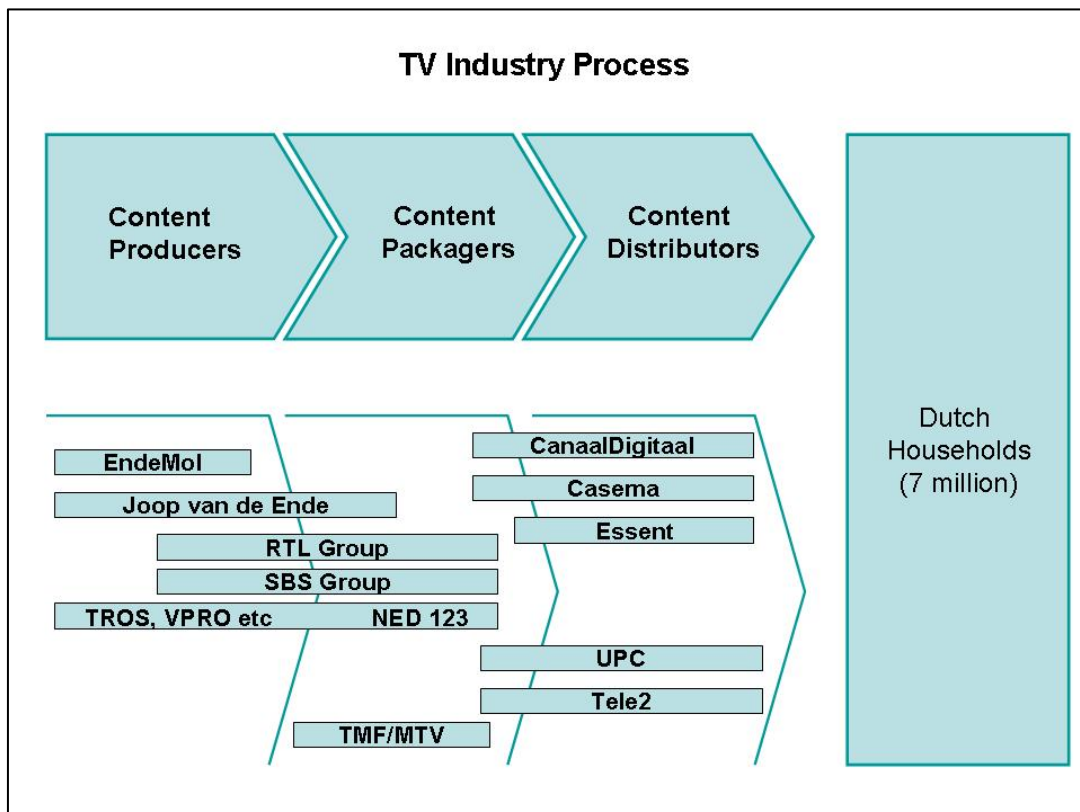 TV Industry Process
Content
Producers
Content
Packagers
Content
Distributors
Dutch
Households
(7 million)
EndeMol
Joop van de Ende
RTL Group
SBS Group
TROS, VPRO etc NED 123
TMF/MTV
CanaalDigitaal
Casema
Essent
UPC
Tele2